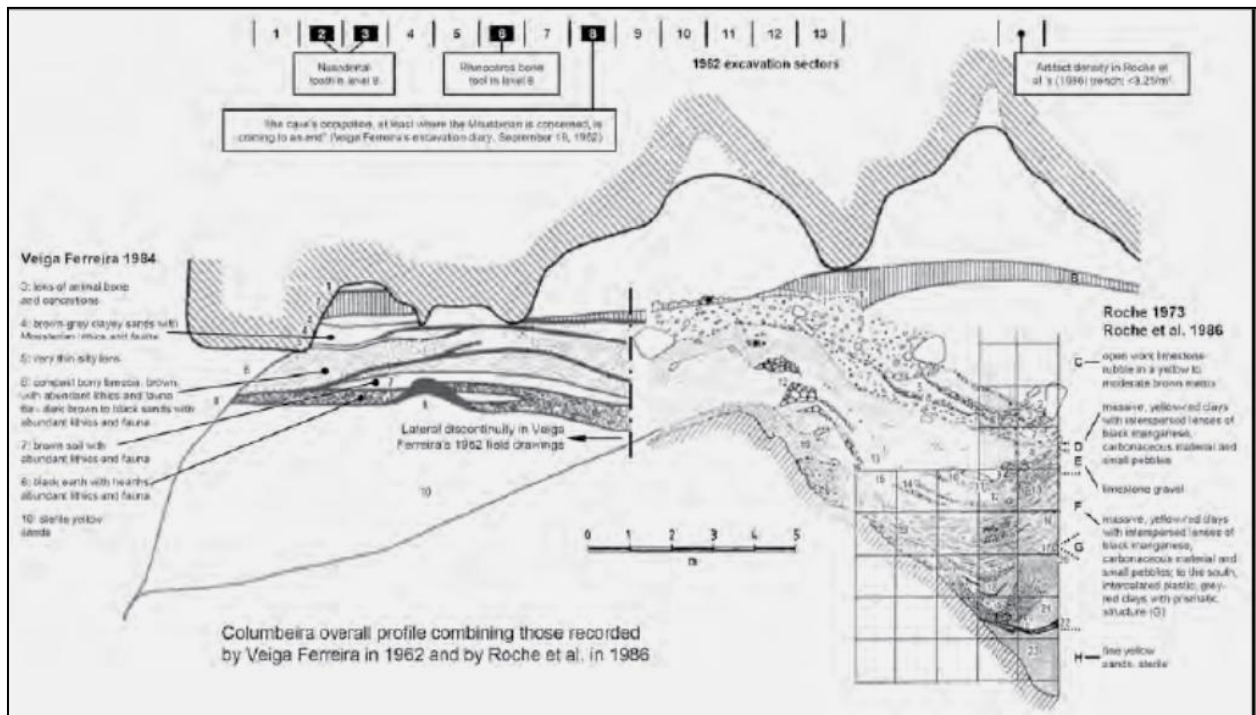 1 2 3 4 5 6 7 8 9 10 11 12 13
1962 excavation sectors
tooth in level 8
Rhinoceros bone
tool in level 6
Artifact density in Roche et
al.'s (1986) trench: <3.25/m³
"the cave's occupation, at least where the Mousterian is concerned, is
coming to an end" (Veiga Ferreira's excavation diary, September 18, 1962)
Veiga Ferreira 1984
3: lens of animal bone
and concretions
4: brown-grey clayey sands with
Mousterian lithics and fauna
5: very thin silty lens
with abundant lithics and fauna
dark brown to black sands with
abundant lithics and fauna
7: brown soil with
abundant lithics and fauna
black earth with hearths,
abundant lithics and fauna
10: sterile yellow
sands
Lateral discontinuity in Veiga
Ferreira's 1962 field drawings
10
0 1 2 3 4 5
m
Columbeira overall profile combining those recorded
by Veiga Ferreira in 1962 and by Roche et al. in 1986
Roche 1973
Roche et al. 1986
C
open work limestone
rubble in a yellow to
moderate brown matrix
D
massive, yellow-red clays
with interspersed lenses of
black manganese,
carbonaceous material and
small pebbles
E
limestone gravel
F
massive, yellow-red clays
with interspersed lenses of
black manganese,
carbonaceous material and
small pebbles; to the south,
intercalated plastic, grey-
red clays with prismatic
structure (G)
G
H
fine yellow
sands, sterile